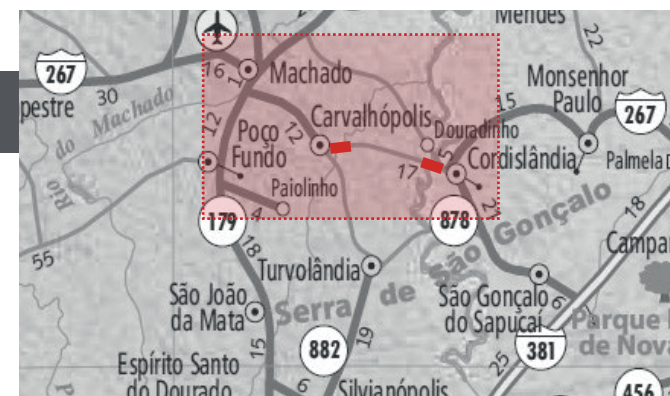 Mendes
22
267
16
1
Machado
Monsenhor
Paulo
pestre
30
Rio
do Machado
12
12
Carvalhópolis
15
267
Poço
Fundo
Douradinho
5
17
Cordislândia
Palmela D
Paiolinho
4
179
878
21
18
55
18
Turvolândia
São Gonçalo
Serra de
Campa
São João
da Mata
São Gonçalo
do Sapucaí
6
Parque
de Nova
15
882
19
381
25
Espírito Santo
do Dourado
6
Silvianópolis
456